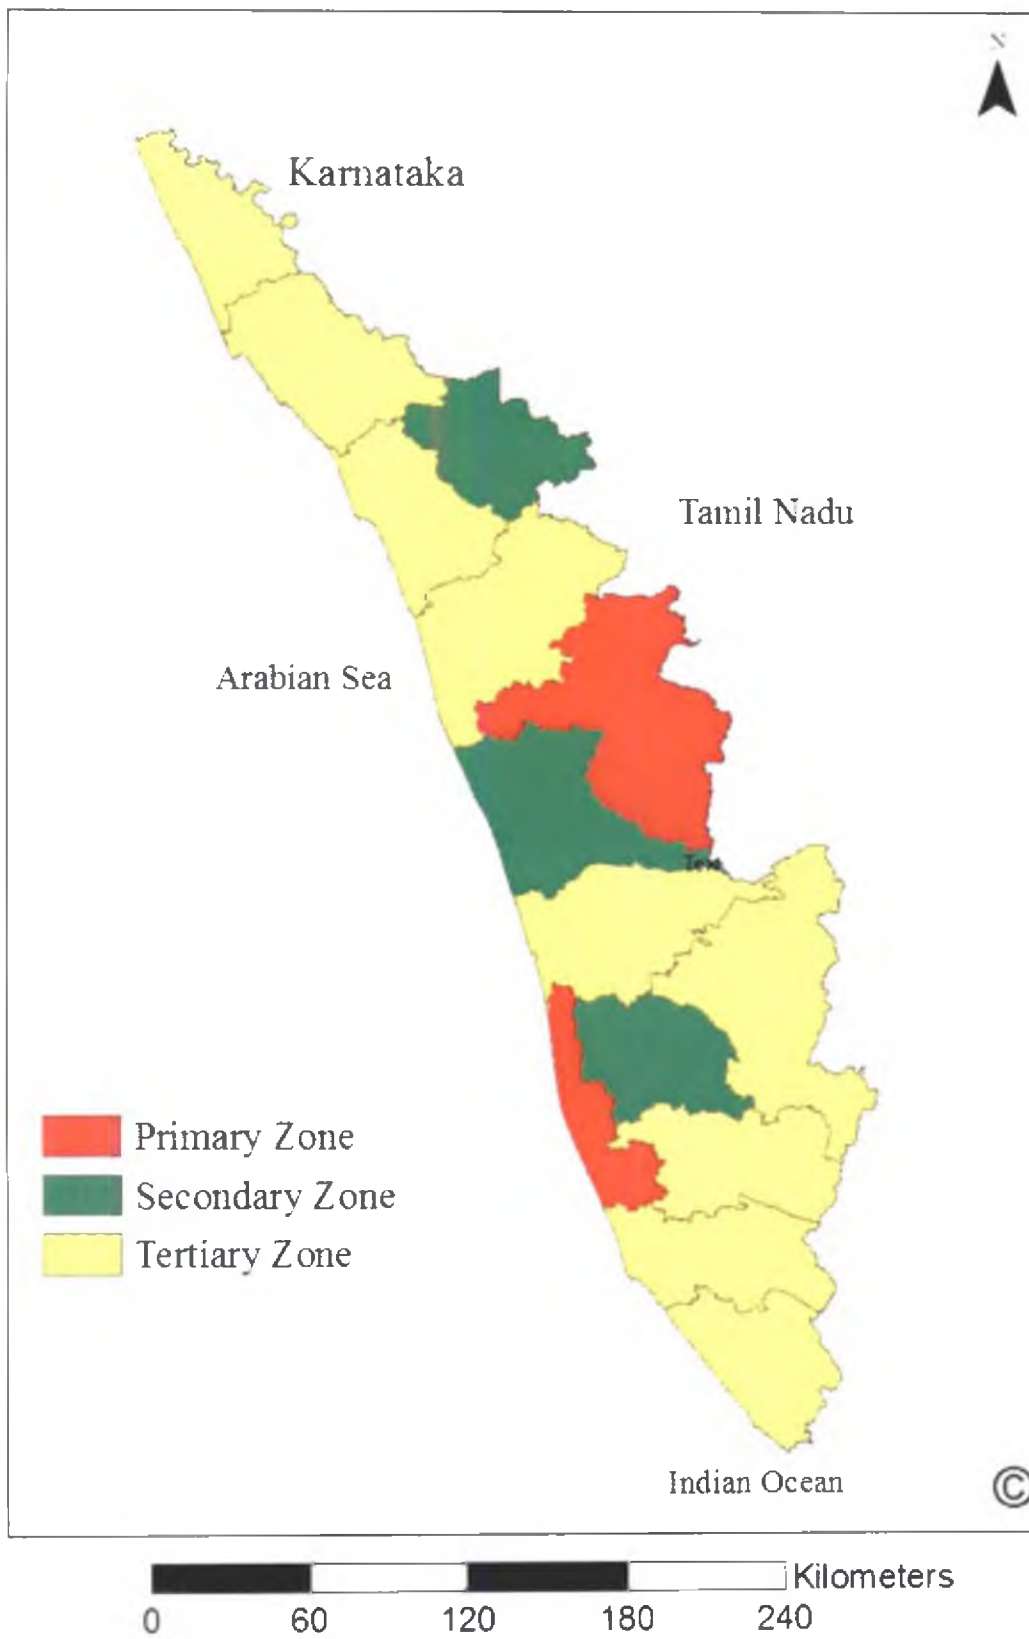 N
Karnataka
Tamil Nadu
Arabian Sea
Primary Zone
Secondary Zone
Tertiary Zone
Indian Ocean
©
Kilometers
0 60 120 180 240